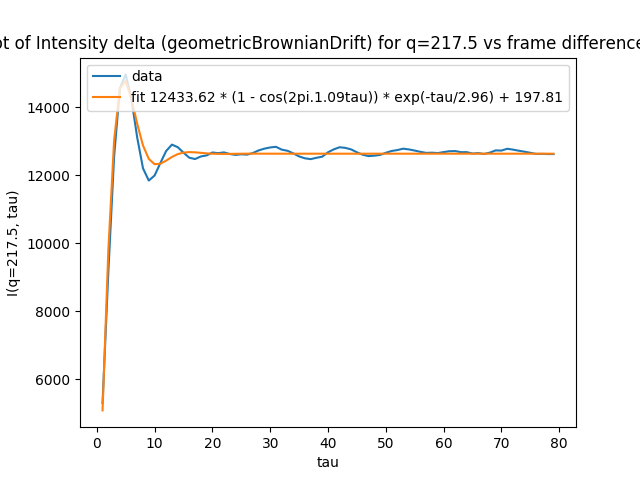 of Intensity delta (geometricBrownianDrift) for q=217.5 vs frame difference
data
fit 12433.62 * (1 - cos(2pi.1.09tau)) * exp(-tau/2.96) + 197.81
14000
12000
10000
8000
6000
I(q=217.5, tau)
0 10 20 30 40 50 60 70 80
tau